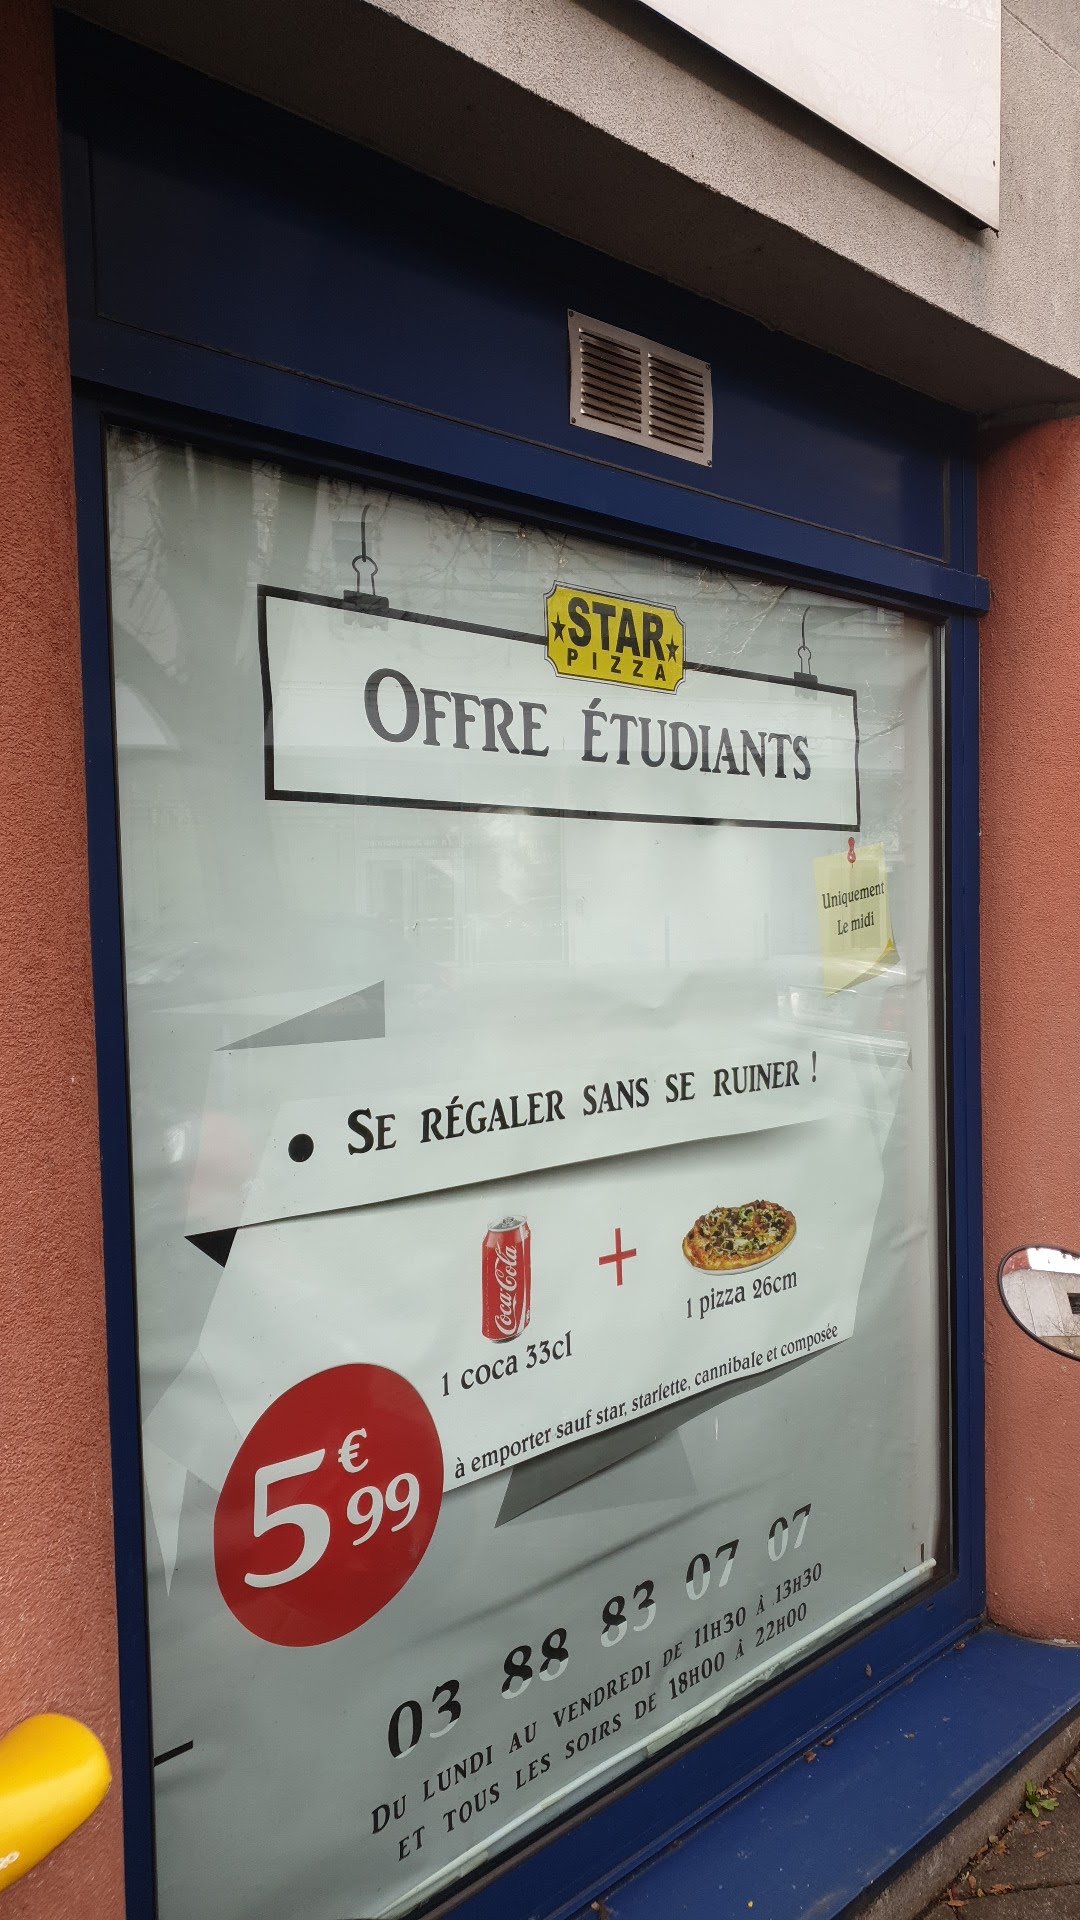 STAR
PIZZA
OFFRE ÉTUDIANTS
Uniquement
Le midi
• SE RÉGALER SANS SE RUINER !
Coca-Cola
+
1 coca 33cl
1 pizza 26cm
à emporter sauf star, starlette, cannibale et composée
5€99
03 88 83 07 07
DU LUNDI AU VENDREDI DE 11H30 À 13H30
ET TOUS LES SOIRS DE 18H00 À 22H00